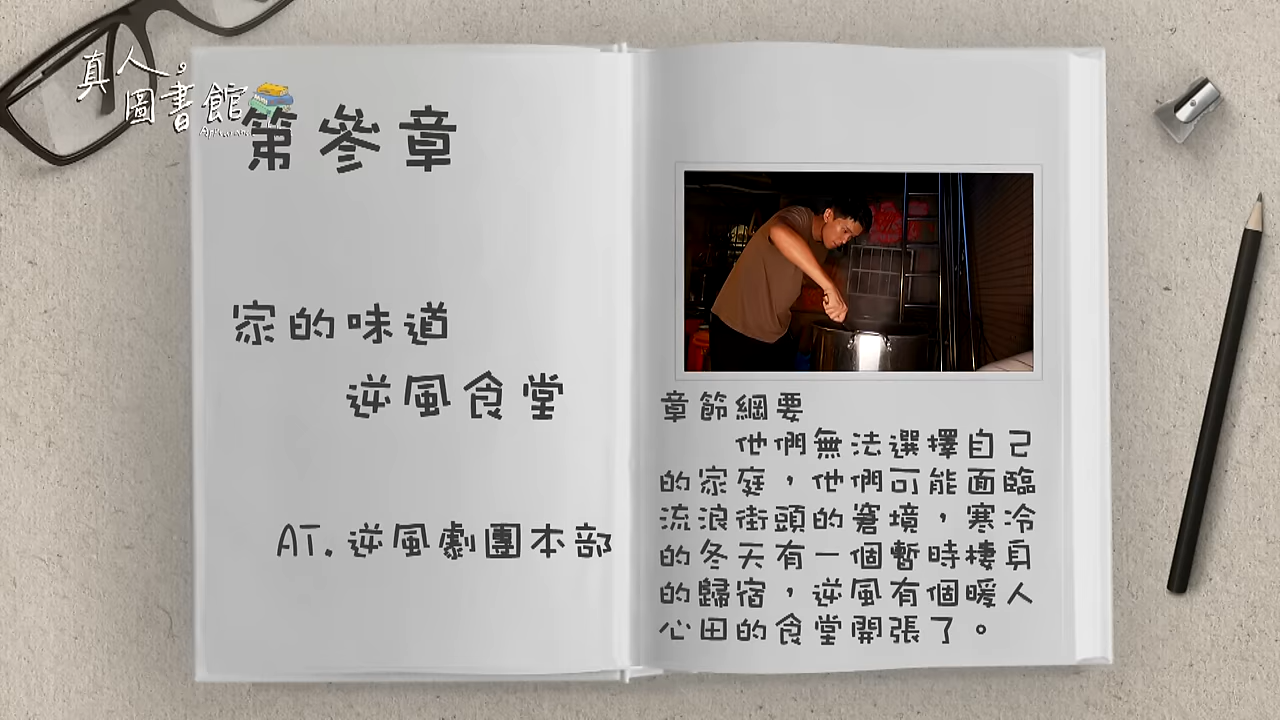 真人
圖書館
第參章
家的味道
逆風食堂
AT.逆風劇團本部
章節綱要
他們無法選擇自己
的家庭，他們可能面臨
流浪街頭的窘境，寒冷
的冬天有一個暫時棲身
的歸宿，逆風有個暖人
心田的食堂開張了。